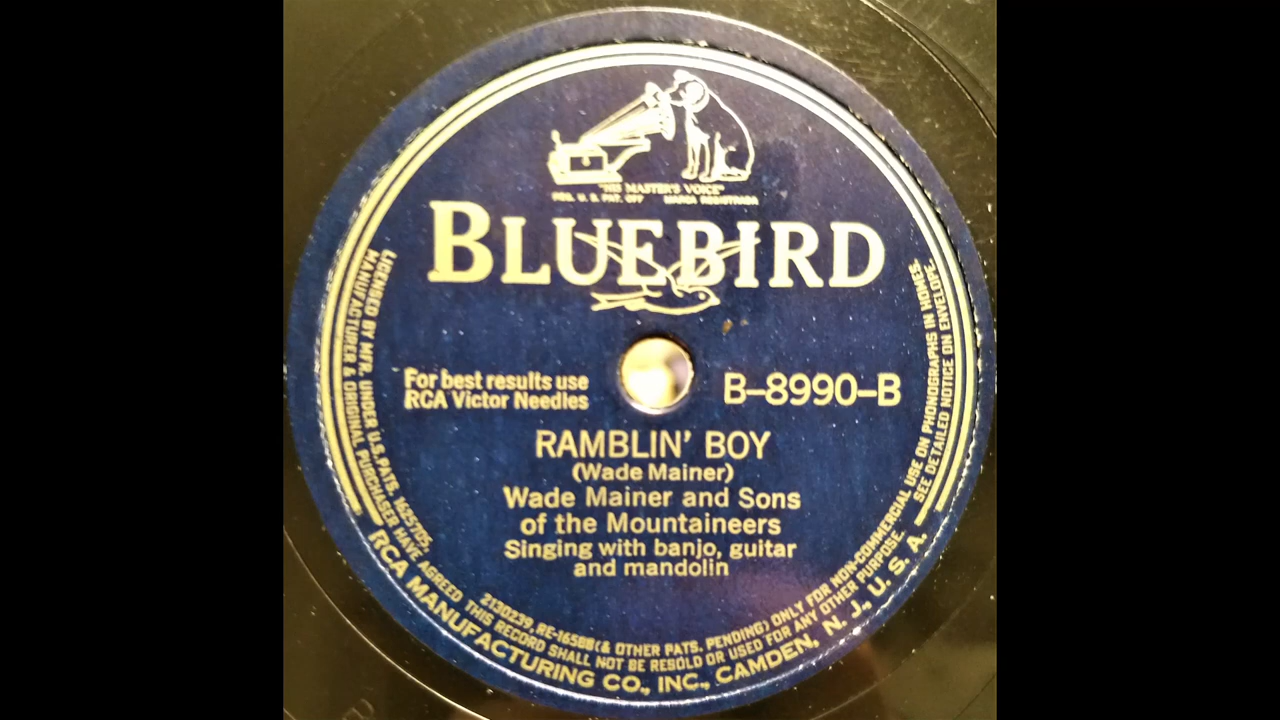 "HIS MASTER'S VOICE"
REG. U. S. PAT. OFF MARCA REGISTRADA
BLUEBIRD
For best results use
RCA Victor Needles
B–8990–B
RAMBLIN' BOY
(Wade Mainer)
Wade Mainer and Sons
of the Mountaineers
Singing with banjo, guitar
and mandolin
LICENSED BY MFR. UNDER U.S. PATS. 1625705, 2130239, RE-16588 (& OTHER PATS. PENDING) ONLY FOR NON-COMMERCIAL USE ON PHONOGRAPHS IN HOMES.
MANUFACTURER & ORIGINAL PURCHASER HAVE AGREED THIS RECORD SHALL NOT BE RESOLD OR USED FOR ANY OTHER PURPOSE. SEE DETAILED NOTICE ON ENVELOPE.
RCA MANUFACTURING CO., INC., CAMDEN, N. J., U. S. A.